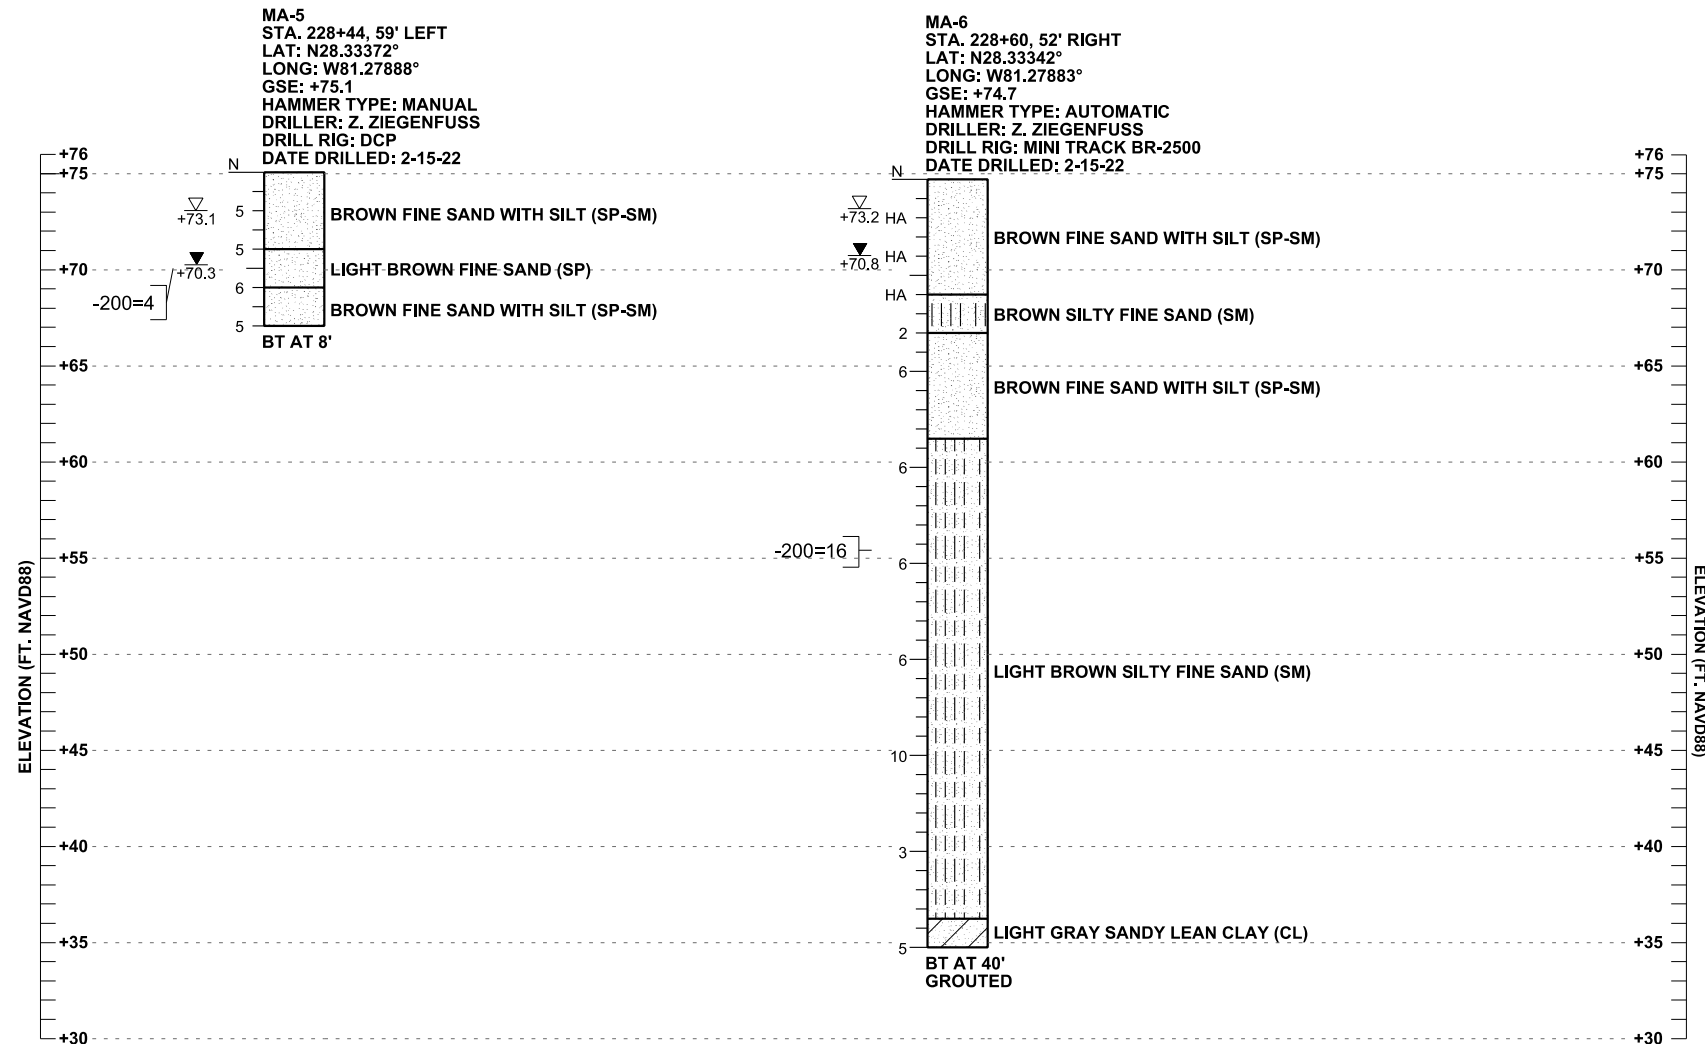 MA-5
STA. 228+44, 59' LEFT
LAT: N28.33372°
LONG: W81.27888°
GSE: +75.1
HAMMER TYPE: MANUAL
DRILLER: Z. ZIEGENFUSS
DRILL RIG: DCP
DATE DRILLED: 2-15-22
N
+73.1
5
BROWN FINE SAND WITH SILT (SP-SM)
5
+70.3
LIGHT BROWN FINE SAND (SP)
-200=4
6
BROWN FINE SAND WITH SILT (SP-SM)
5
BT AT 8'
MA-6
STA. 228+60, 52' RIGHT
LAT: N28.33342°
LONG: W81.27883°
GSE: +74.7
HAMMER TYPE: AUTOMATIC
DRILLER: Z. ZIEGENFUSS
DRILL RIG: MINI TRACK BR-2500
DATE DRILLED: 2-15-22
N
+73.2
HA
BROWN FINE SAND WITH SILT (SP-SM)
+70.8
HA
HA
BROWN SILTY FINE SAND (SM)
2
6
BROWN FINE SAND WITH SILT (SP-SM)
6
-200=16
6
6
LIGHT BROWN SILTY FINE SAND (SM)
10
3
LIGHT GRAY SANDY LEAN CLAY (CL)
5
BT AT 40'
GROUTED
ELEVATION (FT. NAVD88)
+76
+75
+70
+65
+60
+55
+50
+45
+40
+35
+30
+76
+75
+70
+65
+60
+55
+50
+45
+40
+35
+30
ELEVATION (FT. NAVD88)